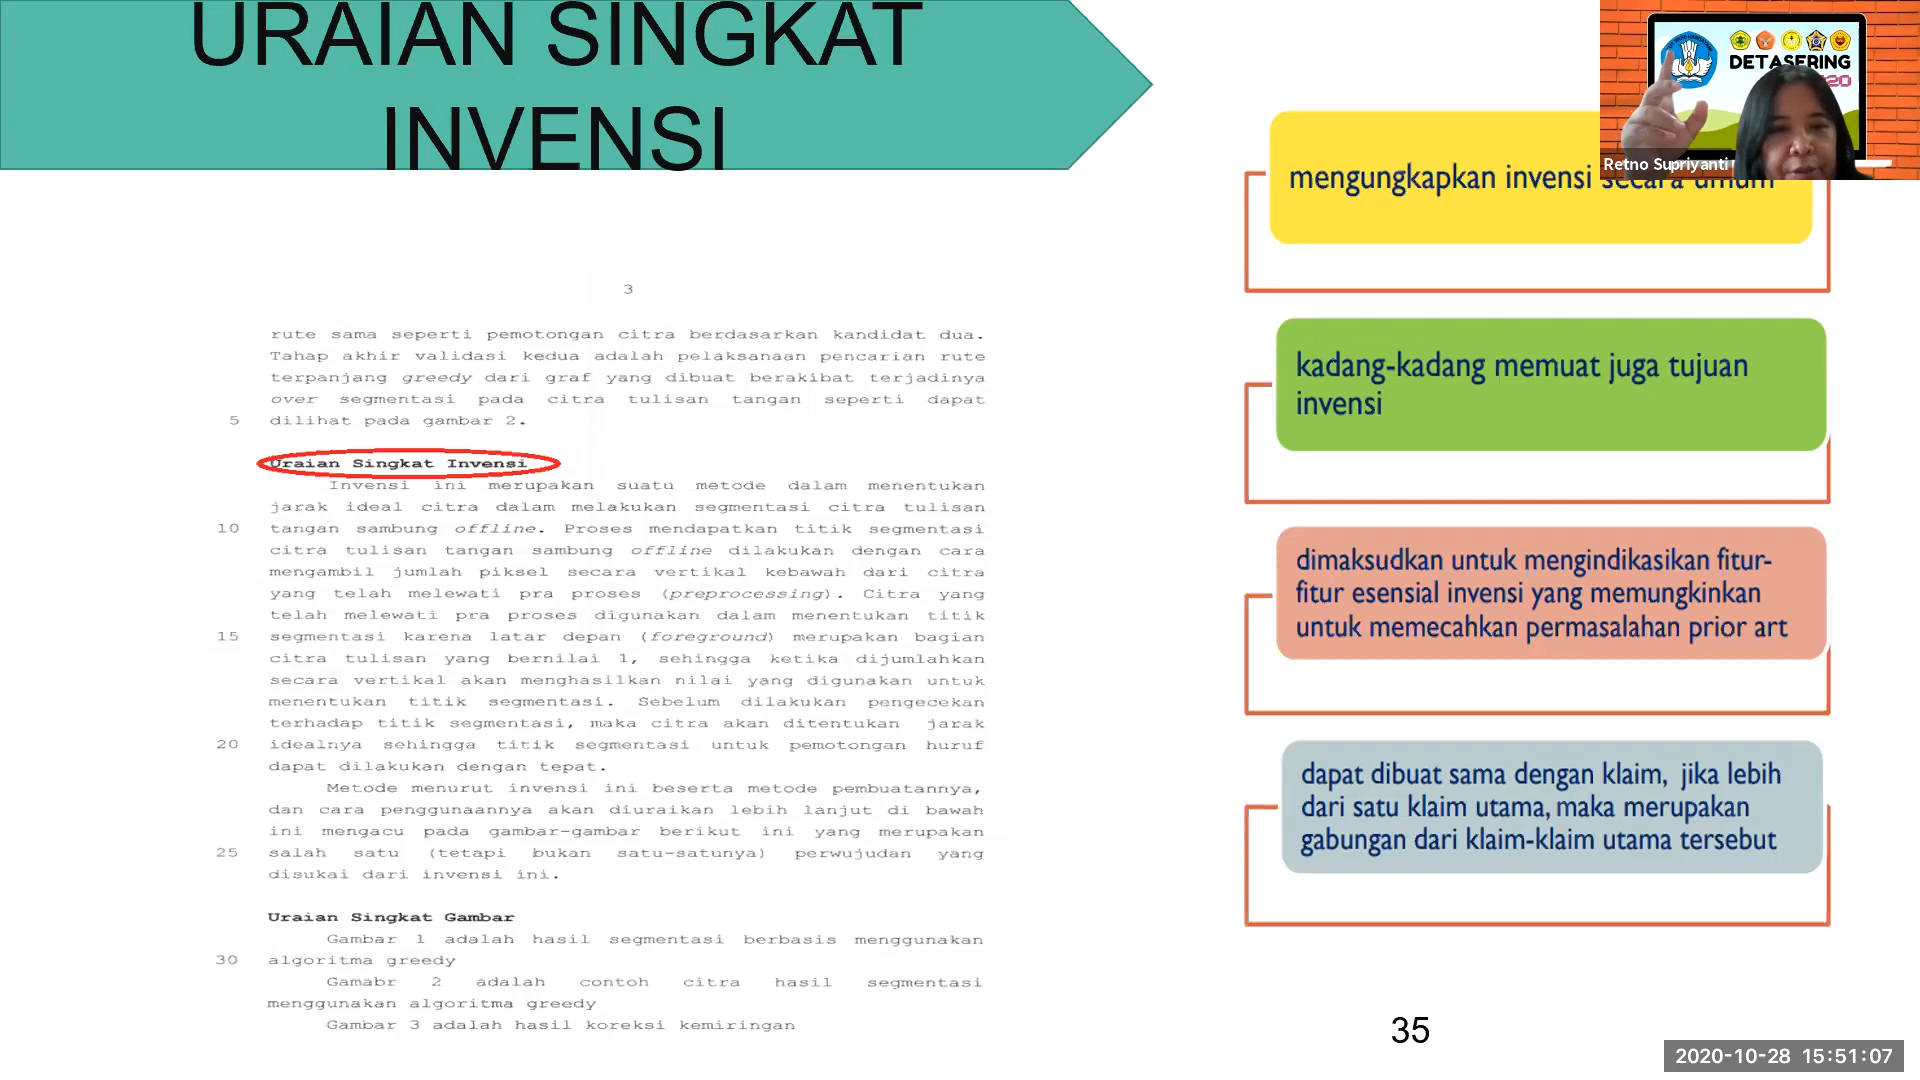 URAIAN SINGKAT
INVENSI
DETASERING
Retno Supriyanti
mengungkapkan invensi secara umum
kadang-kadang memuat juga tujuan
invensi
dimaksudkan untuk mengindikasikan fitur-
fitur esensial invensi yang memungkinkan
untuk memecahkan permasalahan prior art
dapat dibuat sama dengan klaim, jika lebih
dari satu klaim utama, maka merupakan
gabungan dari klaim-klaim utama tersebut
3
rute sama seperti pemotongan citra berdasarkan kandidat dua.
Tahap akhir validasi kedua adalah pelaksanaan pencarian rute
terpanjang greedy dari graf yang dibuat berakibat terjadinya
over segmentasi pada citra tulisan tangan seperti dapat
5 dilihat pada gambar 2.
Uraian Singkat Invensi
Invensi ini merupakan suatu metode dalam menentukan
jarak ideal citra dalam melakukan segmentasi citra tulisan
10 tangan sambung offline. Proses mendapatkan titik segmentasi
citra tulisan tangan sambung offline dilakukan dengan cara
mengambil jumlah piksel secara vertikal kebawah dari citra
yang telah melewati pra proses (preprocessing). Citra yang
telah melewati pra proses digunakan dalam menentukan titik
15 segmentasi karena latar depan (foreground) merupakan bagian
citra tulisan yang bernilai 1, sehingga ketika dijumlahkan
secara vertikal akan menghasilkan nilai yang digunakan untuk
menentukan titik segmentasi. Sebelum dilakukan pengecekan
terhadap titik segmentasi, maka citra akan ditentukan jarak
20 idealnya sehingga titik segmentasi untuk pemotongan huruf
dapat dilakukan dengan tepat.
Metode menurut invensi ini beserta metode pembuatannya,
dan cara penggunaannya akan diuraikan lebih lanjut di bawah
ini mengacu pada gambar-gambar berikut ini yang merupakan
25 salah satu (tetapi bukan satu-satunya) perwujudan yang
disukai dari invensi ini.
Uraian Singkat Gambar
Gambar 1 adalah hasil segmentasi berbasis menggunakan
30 algoritma greedy
Gamabr 2 adalah contoh citra hasil segmentasi
menggunakan algoritma greedy
Gambar 3 adalah hasil koreksi kemiringan
35
2020-10-28 15:51:07